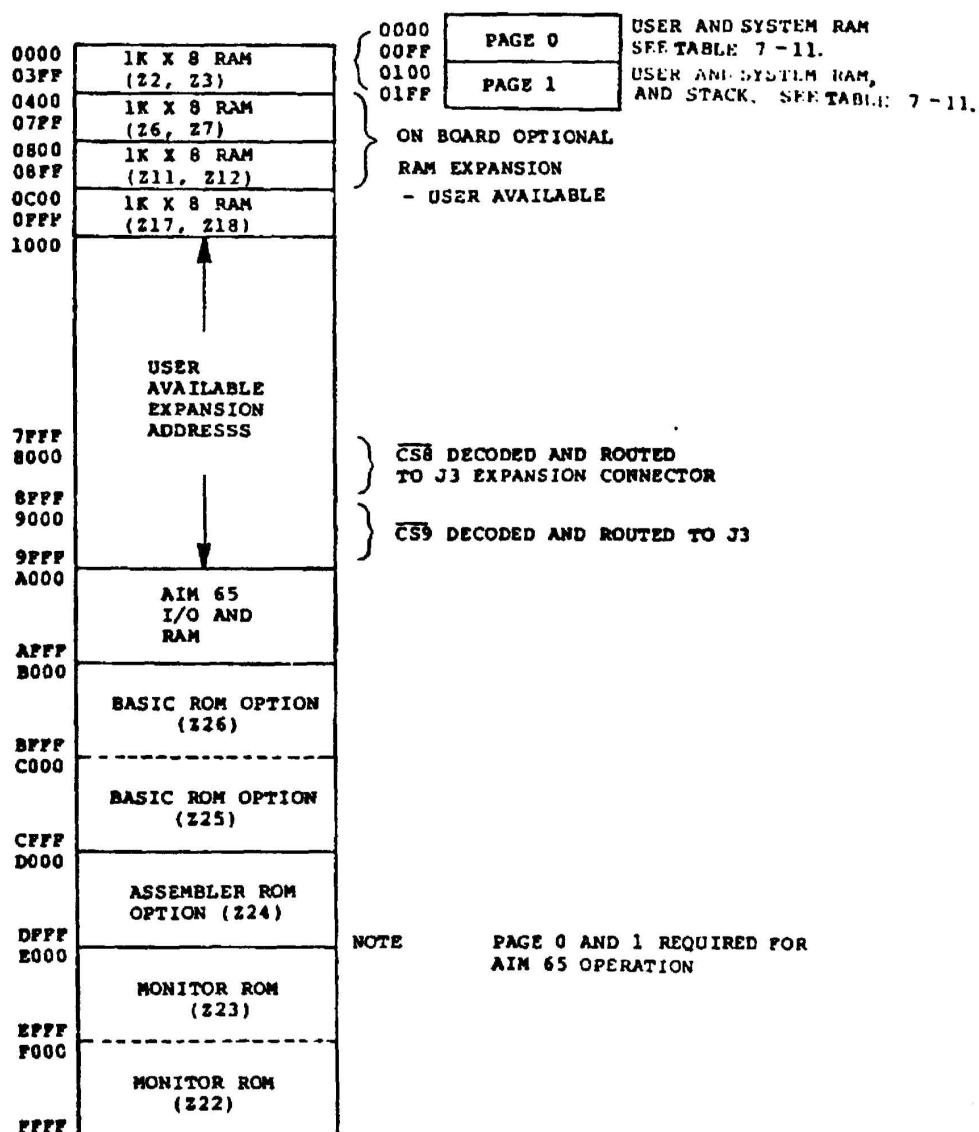 0000
03FF
1K X 8 RAM
(Z2, Z3)
0400
07FF
1K X 8 RAM
(Z6, Z7)
0800
08FF
1K X 8 RAM
(Z11, Z12)
0C00
0FFF
1K X 8 RAM
(Z17, Z18)
1000
0000
00FF
PAGE 0
USER AND SYSTEM RAM
SEE TABLE 7-11.
0100
01FF
PAGE 1
USER AND SYSTEM RAM,
AND STACK. SEE TABLE 7-11.
ON BOARD OPTIONAL
RAM EXPANSION
- USER AVAILABLE
USER
AVAILABLE
EXPANSION
ADDRESSS
7FFF
8000
CS8 DECODED AND ROUTED
TO J3 EXPANSION CONNECTOR
8FFF
9000
CS9 DECODED AND ROUTED TO J3
9FFF
A000
AIM 65
I/O AND
RAM
AFFF
B000
BASIC ROM OPTION
(Z26)
BFFF
C000
BASIC ROM OPTION
(Z25)
CFFF
D000
ASSEMBLER ROM
OPTION (Z24)
DFFF
E000
NOTE PAGE 0 AND 1 REQUIRED FOR
AIM 65 OPERATION
MONITOR ROM
(Z23)
EFFF
F000
MONITOR ROM
(Z22)
FFFF